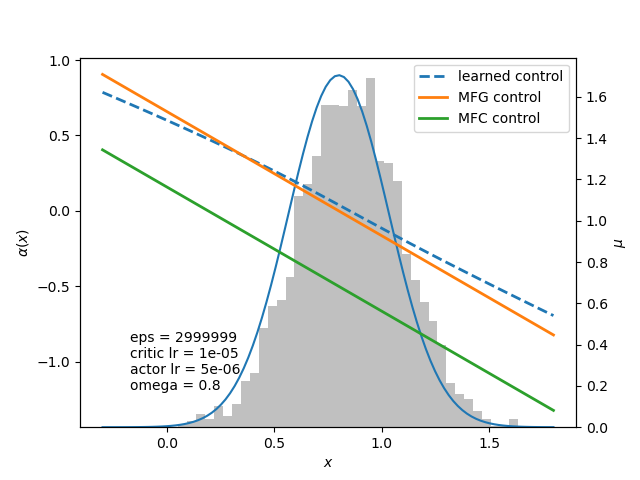 learned control
MFG control
MFC control
1.0
0.5
0.0
−0.5
−1.0
α(x)
1.6
1.4
1.2
1.0
0.8
0.6
0.4
0.2
0.0
μ
eps = 2999999
critic lr = 1e-05
actor lr = 5e-06
omega = 0.8
0.0 0.5 1.0 1.5
x